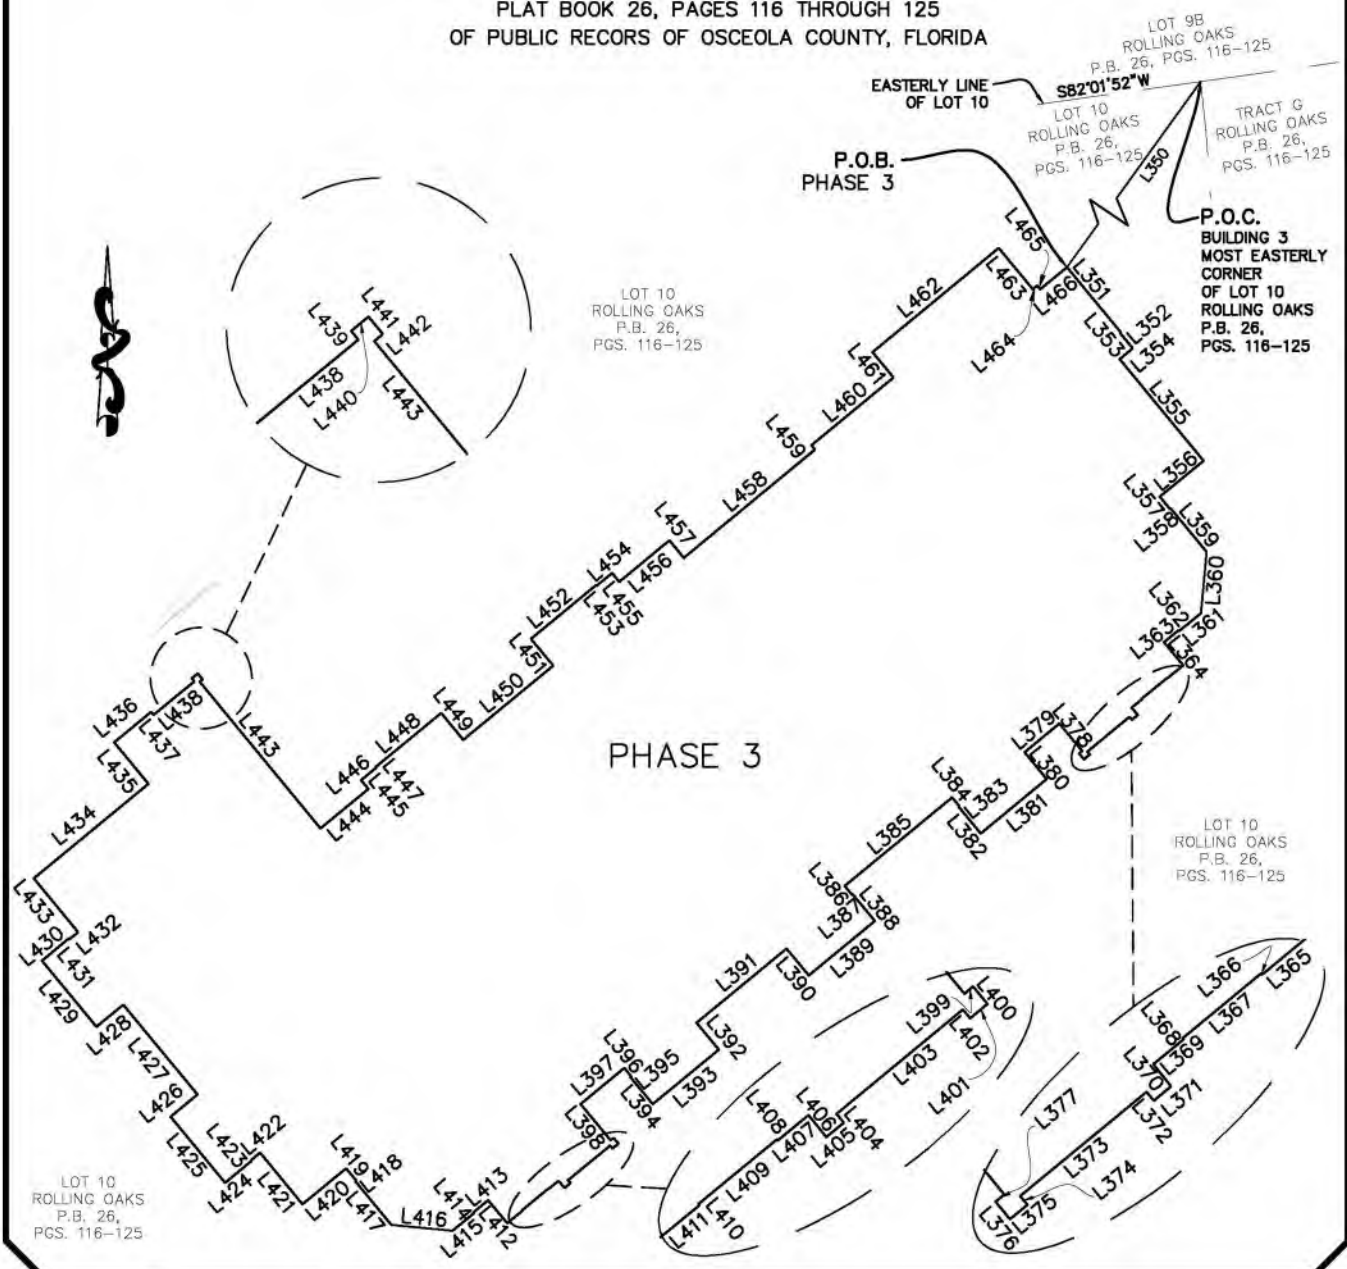 PLAT BOOK 26, PAGES 116 THROUGH 125
OF PUBLIC RECORS OF OSCEOLA COUNTY, FLORIDA
LOT 9B
ROLLING OAKS
P.B. 26, PGS. 116-125
EASTERLY LINE
OF LOT 10
S82°01'52"W
LOT 10
ROLLING OAKS
P.B. 26,
PGS. 116-125
TRACT G
ROLLING OAKS
P.B. 26,
PGS. 116-125
L350
P.O.B.
PHASE 3
P.O.C.
BUILDING 3
MOST EASTERLY
CORNER
OF LOT 10
ROLLING OAKS
P.B. 26,
PGS. 116-125
LOT 10
ROLLING OAKS
P.B. 26,
PGS. 116-125
L439
L441
L442
L438
L440
L443
L465
L463
L466
L464
L462
L461
L460
L459
L458
L457
L456
L454
L455
L453
L452
L451
L450
L449
L448
L446
L447
L445
L444
L443
L436
L438
L437
L435
L434
L433
L430
L432
L431
L429
L428
L427
L426
L425
L423
L422
L424
L421
L420
L419
L418
L417
L416
L414
L413
L415
L412
L351
L352
L353
L354
L355
L356
L357
L358
L359
L360
L362
L361
L363
L364
L378
L379
L380
L381
L384
L383
L382
L385
L386
L387
L388
L389
L391
L390
L392
L393
L396
L395
L397
L394
L398
PHASE 3
LOT 10
ROLLING OAKS
P.B. 26,
PGS. 116-125
L399
L400
L402
L403
L401
L404
L405
L406
L407
L408
L409
L410
L411
L366
L365
L367
L368
L369
L370
L371
L372
L373
L374
L375
L376
L377
LOT 10
ROLLING OAKS
P.B. 26,
PGS. 116-125